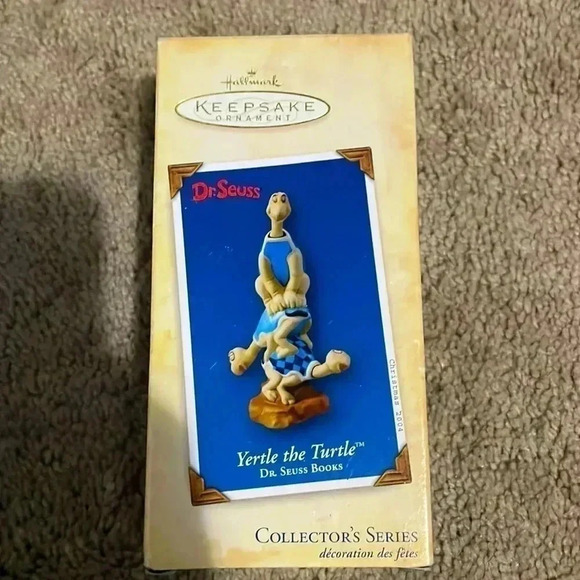 Hallmark
KEEPSAKE
ORNAMENT
Dr. Seuss
Christmas 2004
Yertle the Turtle™
DR. SEUSS BOOKS
COLLECTOR'S SERIES
décoration des fêtes